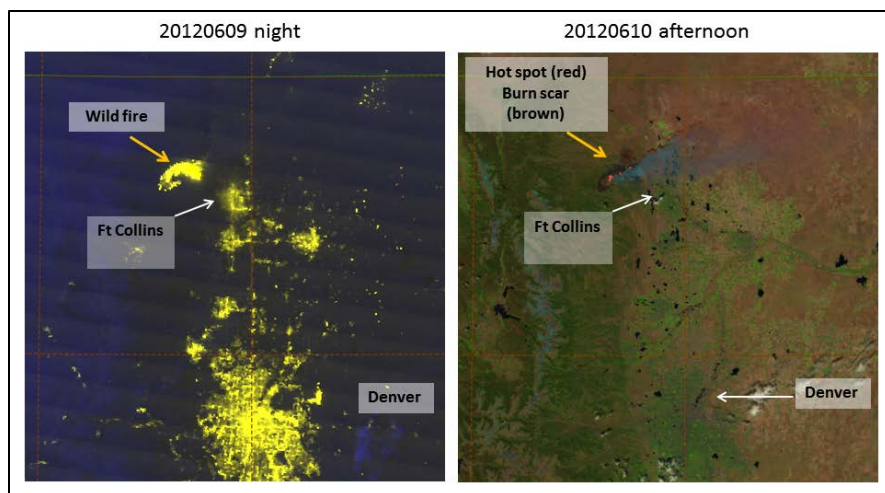 20120609 night
20120610 afternoon
Wild fire
Ft Collins
Denver
Hot spot (red)
Burn scar
(brown)
Ft Collins
Denver